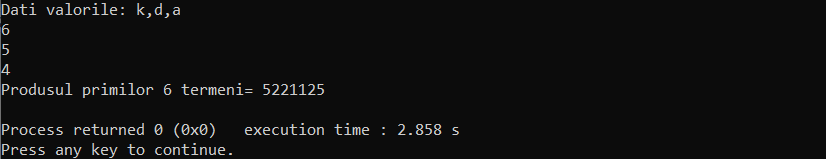 Dati valorile: k,d,a
6
5
4
Produsul primilor 6 termeni= 5221125
Process returned 0 (0x0)   execution time : 2.858 s
Press any key to continue.